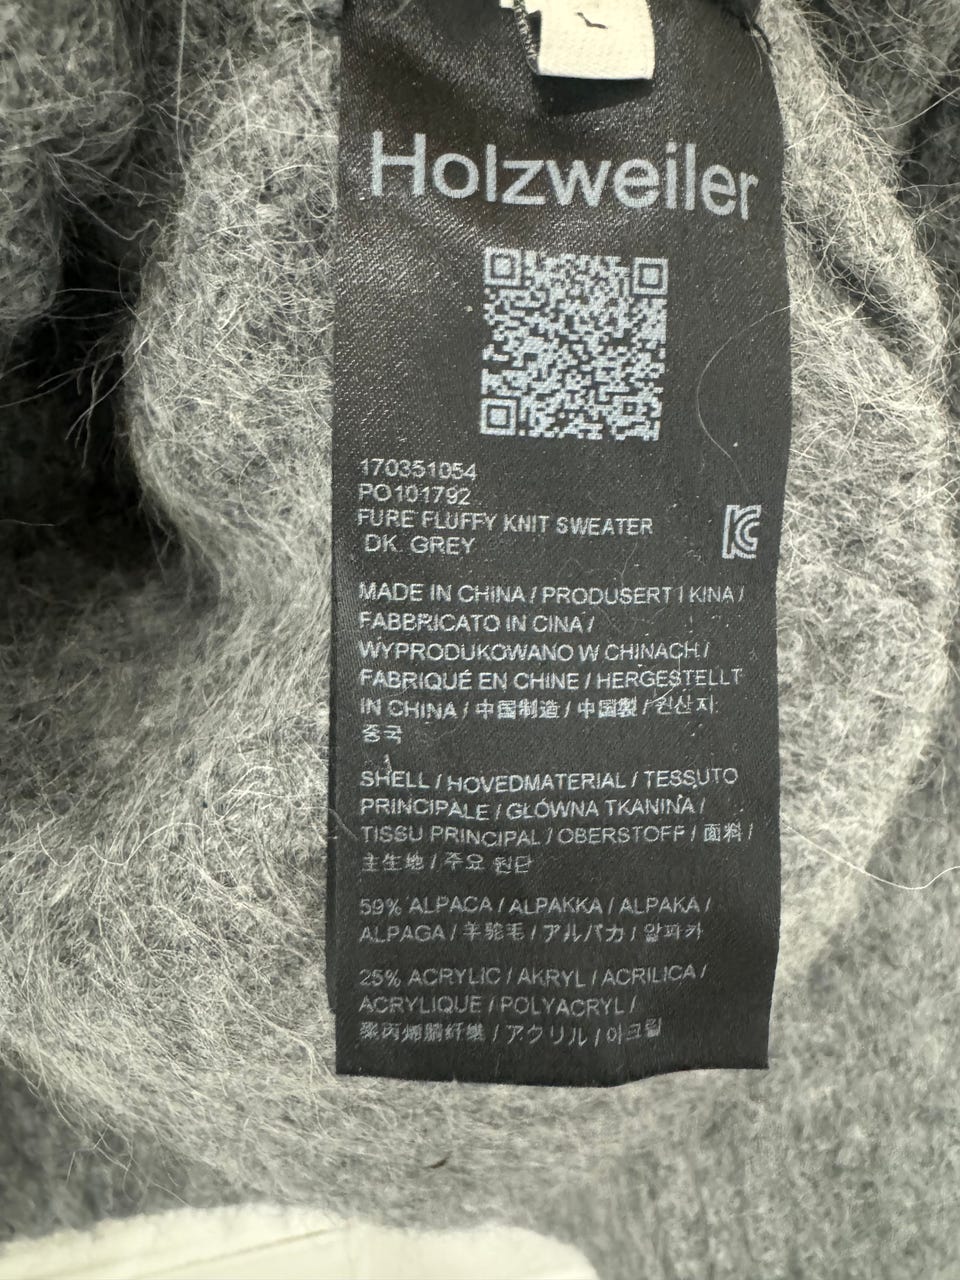 L
Holzweiler
170351054
PO101792
FURE FLUFFY KNIT SWEATER
DK. GREY
MADE IN CHINA / PRODUSERT I KINA /
FABBRICATO IN CINA /
WYPRODUKOWANO W CHINACH /
FABRIQUÉ EN CHINE / HERGESTELLT
IN CHINA / 中国制造 / 中國製 / 원산지:
중국
SHELL / HOVEDMATERIAL / TESSUTO
PRINCIPALE / GŁÓWNA TKANINA /
TISSU PRINCIPAL / OBERSTOFF / 面料 /
主生地 / 주요 원단
59% ALPACA / ALPAKKA / ALPAKA /
ALPAGA / 羊驼毛 / アルパカ / 알파카
25% ACRYLIC / AKRYL / ACRILICA /
ACRYLIQUE / POLYACRYL /
聚丙烯腈纤维 / アクリル / 아크릴